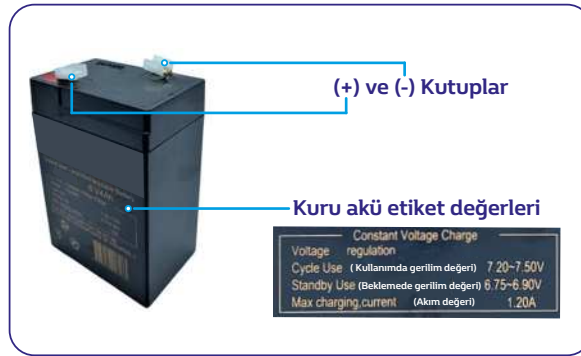 (+) ve (-) Kutuplar
Kuru akü etiket değerleri
Constant Voltage Charge
Voltage regulation
Cycle Use (Kullanımda gerilim değeri) 7.20~7.50V
Standby Use (Beklemede gerilim değeri) 6.75~6.90V
Max charging,current (Akım değeri) 1.20A